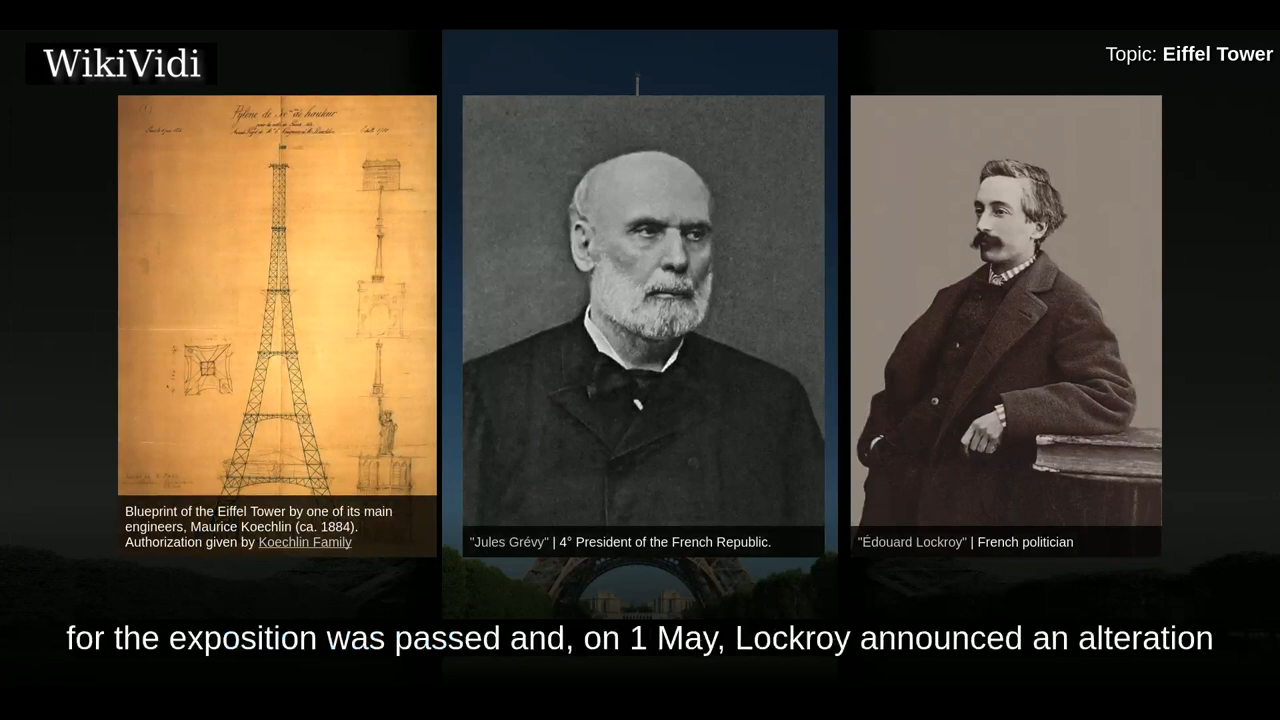 WikiVidi
Topic: Eiffel Tower
Blueprint of the Eiffel Tower by one of its main
engineers, Maurice Koechlin (ca. 1884).
Authorization given by Koechlin Family
"Jules Grévy" | 4° President of the French Republic.
"Édouard Lockroy" | French politician
for the exposition was passed and, on 1 May, Lockroy announced an alteration